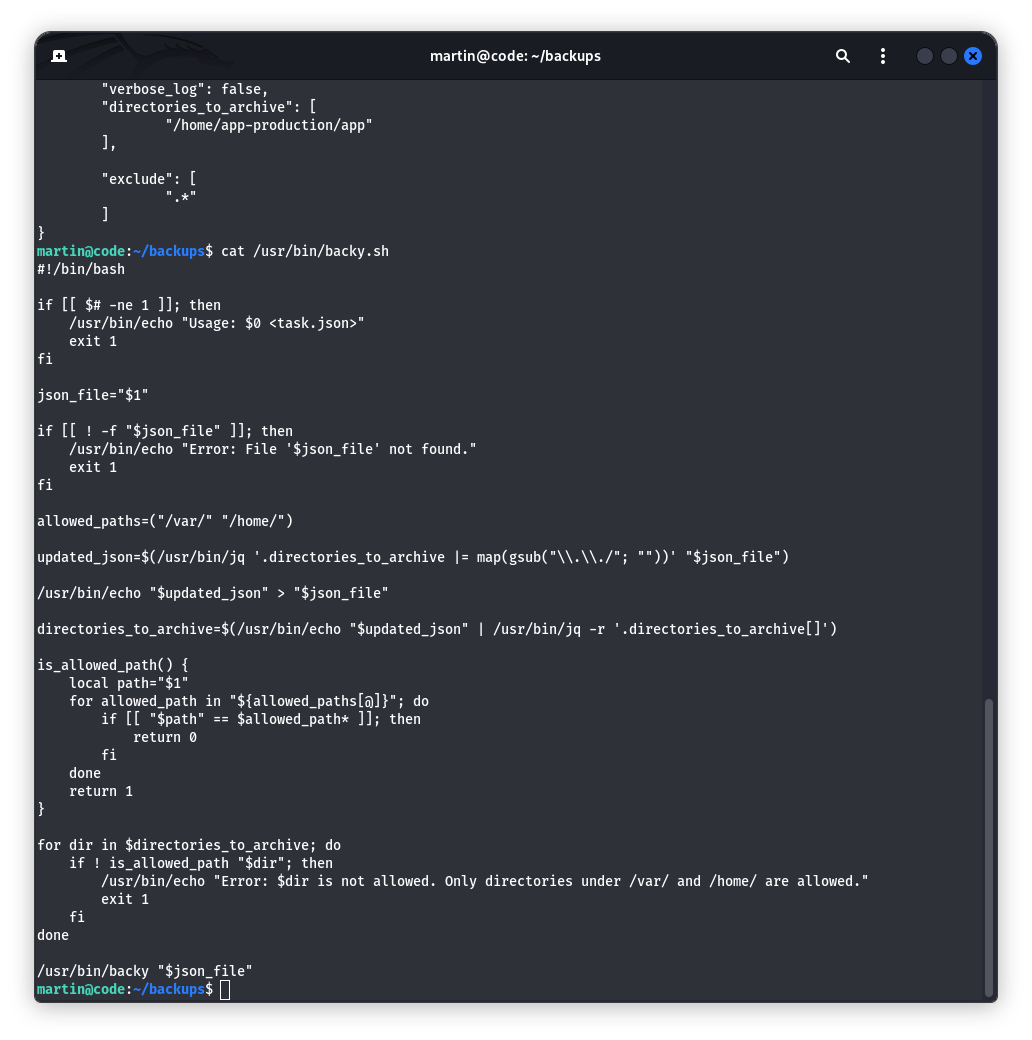 martin@code: ~/backups
        "verbose_log": false,
        "directories_to_archive": [
                "/home/app-production/app"
        ],

        "exclude": [
                ".*"
        ]
}
martin@code:~/backups$ cat /usr/bin/backy.sh
#!/bin/bash

if [[ $# -ne 1 ]]; then
    /usr/bin/echo "Usage: $0 <task.json>"
    exit 1
fi

json_file="$1"

if [[ ! -f "$json_file" ]]; then
    /usr/bin/echo "Error: File '$json_file' not found."
    exit 1
fi

allowed_paths=("/var/" "/home/")

updated_json=$(/usr/bin/jq '.directories_to_archive |= map(gsub("\\.\\./"; ""))' "$json_file")

/usr/bin/echo "$updated_json" > "$json_file"

directories_to_archive=$(/usr/bin/echo "$updated_json" | /usr/bin/jq -r '.directories_to_archive[]')

is_allowed_path() {
    local path="$1"
    for allowed_path in "${allowed_paths[@]}"; do
        if [[ "$path" == $allowed_path* ]]; then
            return 0
        fi
    done
    return 1
}

for dir in $directories_to_archive; do
    if ! is_allowed_path "$dir"; then
        /usr/bin/echo "Error: $dir is not allowed. Only directories under /var/ and /home/ are allowed."
        exit 1
    fi
done

/usr/bin/backy "$json_file"
martin@code:~/backups$